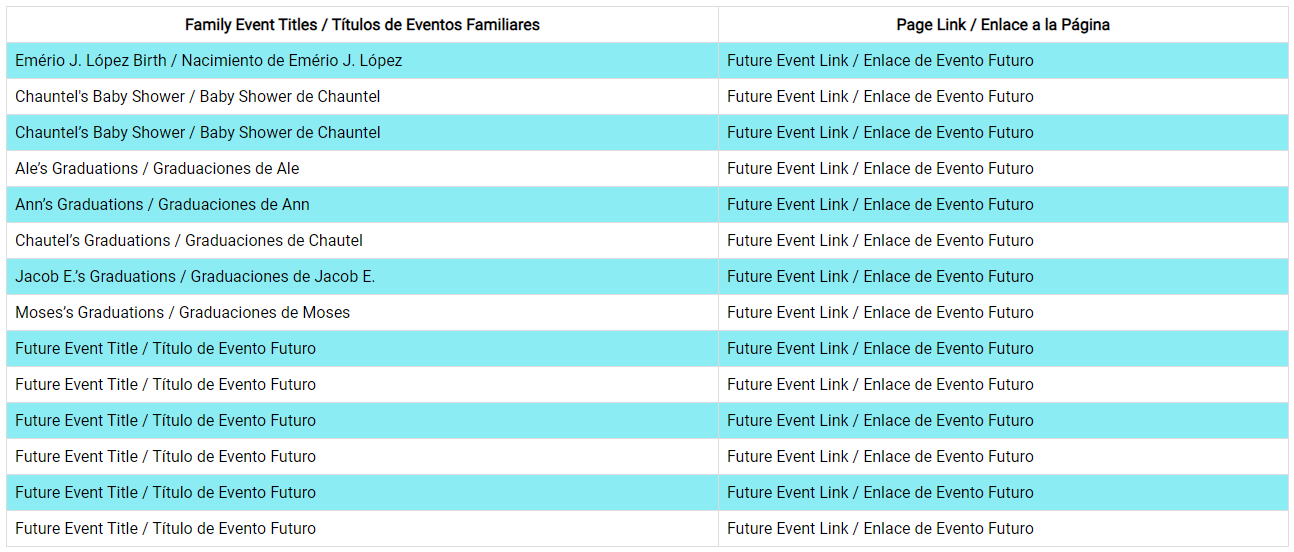 Family Event Titles / Títulos de Eventos Familiares Page Link / Enlace a la Página
Emério J. López Birth / Nacimiento de Emério J. López Future Event Link / Enlace de Evento Futuro
Chauntel's Baby Shower / Baby Shower de Chauntel Future Event Link / Enlace de Evento Futuro
Chauntel’s Baby Shower / Baby Shower de Chauntel Future Event Link / Enlace de Evento Futuro
Ale’s Graduations / Graduaciones de Ale Future Event Link / Enlace de Evento Futuro
Ann’s Graduations / Graduaciones de Ann Future Event Link / Enlace de Evento Futuro
Chautel’s Graduations / Graduaciones de Chautel Future Event Link / Enlace de Evento Futuro
Jacob E.’s Graduations / Graduaciones de Jacob E. Future Event Link / Enlace de Evento Futuro
Moses’s Graduations / Graduaciones de Moses Future Event Link / Enlace de Evento Futuro
Future Event Title / Título de Evento Futuro Future Event Link / Enlace de Evento Futuro
Future Event Title / Título de Evento Futuro Future Event Link / Enlace de Evento Futuro
Future Event Title / Título de Evento Futuro Future Event Link / Enlace de Evento Futuro
Future Event Title / Título de Evento Futuro Future Event Link / Enlace de Evento Futuro
Future Event Title / Título de Evento Futuro Future Event Link / Enlace de Evento Futuro
Future Event Title / Título de Evento Futuro Future Event Link / Enlace de Evento Futuro